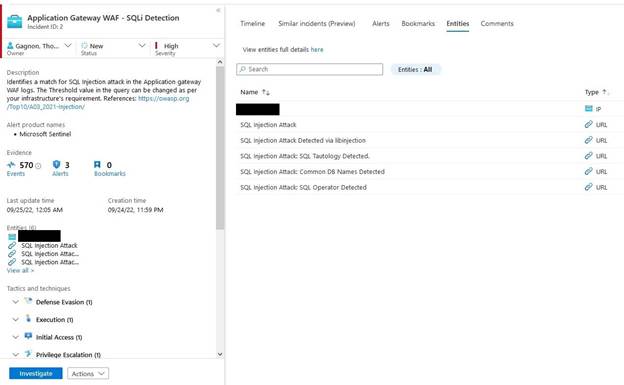 Application Gateway WAF - SQLi Detection
Incident ID: 2
Gagnon, Tho...
Owner
New
Status
High
Severity
Description
Identifies a match for SQL Injection attack in the Application gateway
WAF logs. The Threshold value in the query can be changed as per
your infrastructure's requirement. References: https://owasp.org
/Top10/A03_2021-Injection/
Alert product names
• Microsoft Sentinel
Evidence
570
Events
3
Alerts
0
Bookmarks
Last update time
09/25/22, 12:05 AM
Creation time
09/24/22, 11:59 PM
Entities (6)
SQL Injection Attack
SQL Injection Attac...
SQL Injection Attac...
View all >
Tactics and techniques
Defense Evasion (1)
Execution (1)
Initial Access (1)
Privilege Escalation (1)
Investigate
Actions
Timeline
Similar incidents (Preview)
Alerts
Bookmarks
Entities
Comments
View entities full details here
Search
Entities : All
Name
Type
IP
SQL Injection Attack
URL
SQL Injection Attack Detected via libinjection
URL
SQL Injection Attack: SQL Tautology Detected.
URL
SQL Injection Attack: Common DB Names Detected
URL
SQL Injection Attack: SQL Operator Detected
URL